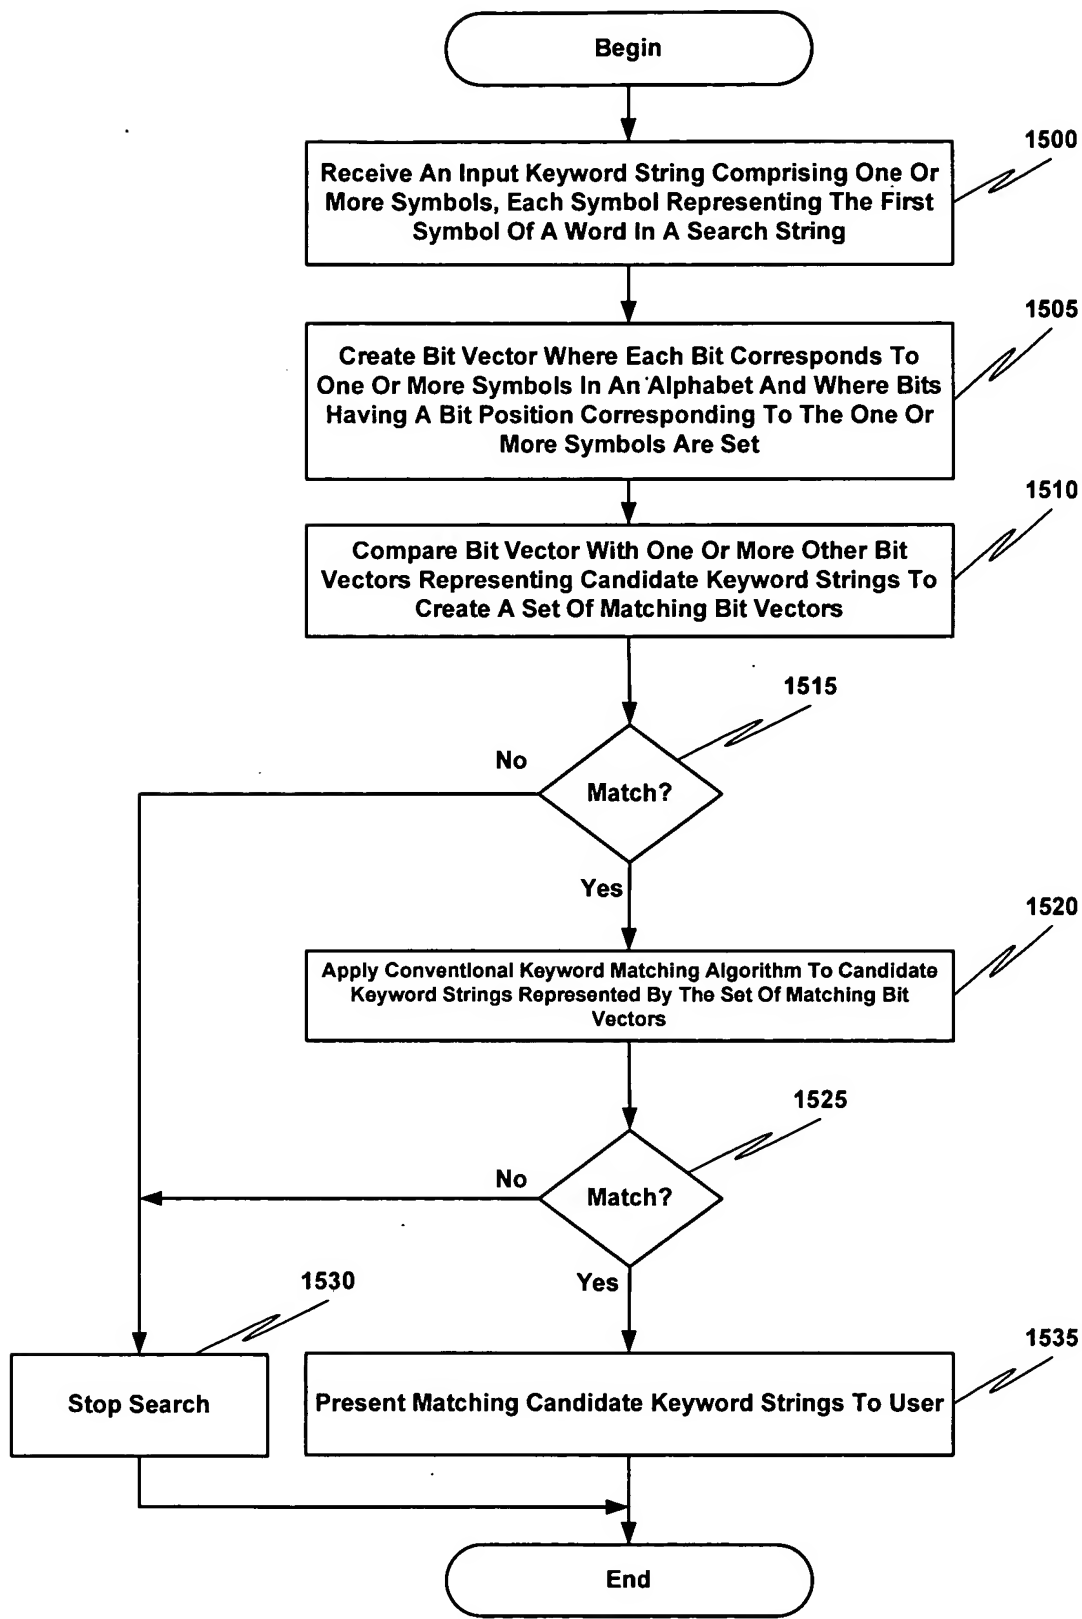 Begin
1500
Receive An Input Keyword String Comprising One Or
More Symbols, Each Symbol Representing The First
Symbol Of A Word In A Search String
1505
Create Bit Vector Where Each Bit Corresponds To
One Or More Symbols In An Alphabet And Where Bits
Having A Bit Position Corresponding To The One Or
More Symbols Are Set
1510
Compare Bit Vector With One Or More Other Bit
Vectors Representing Candidate Keyword Strings To
Create A Set Of Matching Bit Vectors
1515
No
Match?
Yes
1520
Apply Conventional Keyword Matching Algorithm To Candidate
Keyword Strings Represented By The Set Of Matching Bit
Vectors
1525
No
Match?
Yes
1530
1535
Stop Search
Present Matching Candidate Keyword Strings To User
End